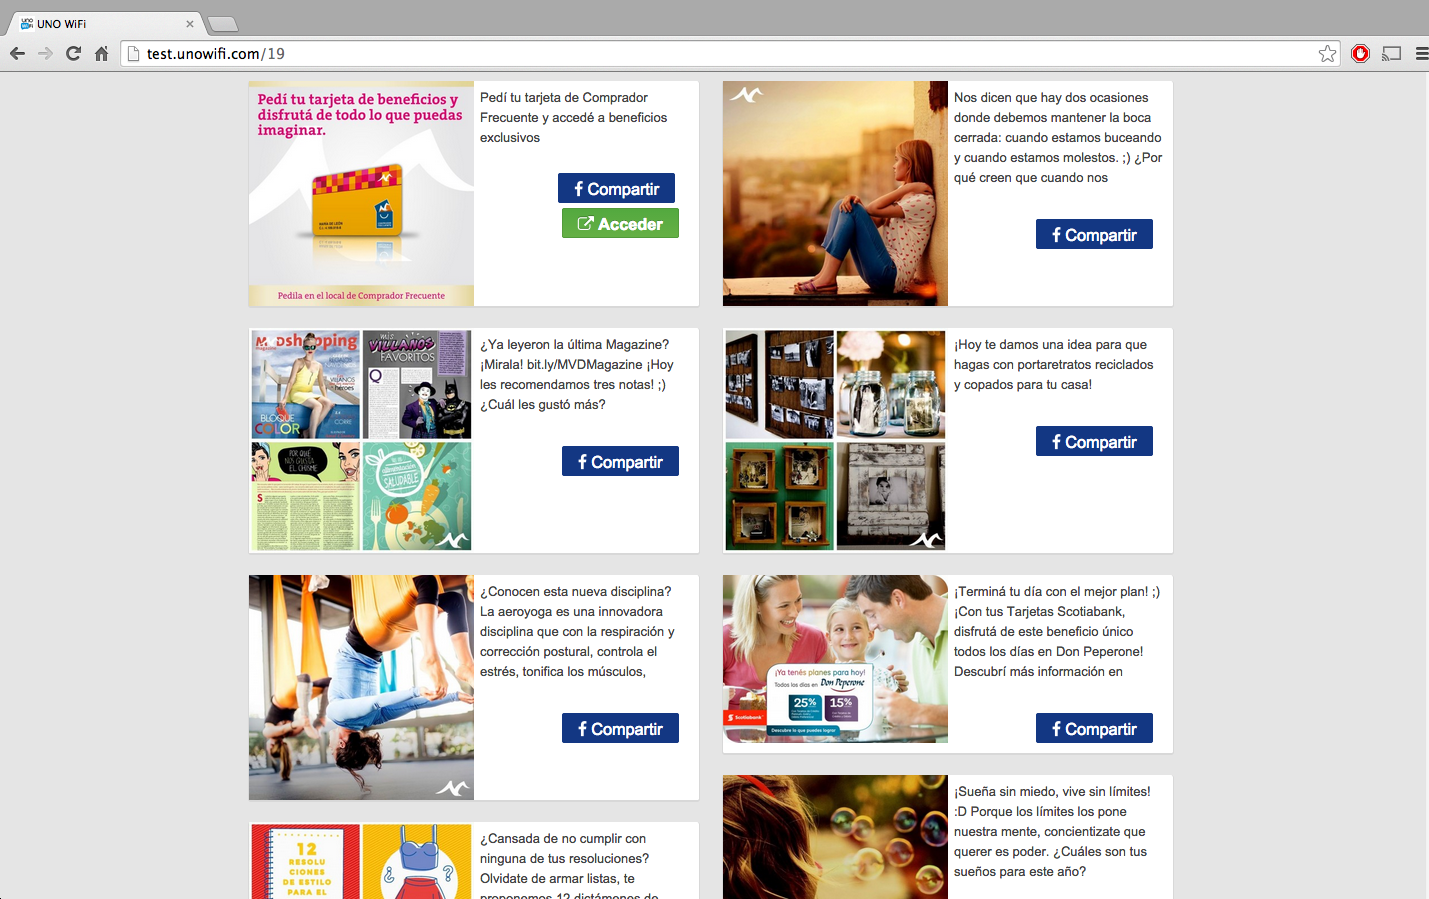 UNO WiFi
test.unowifi.com/19
Pedí tu tarjeta de beneficios y
disfrutá de todo lo que puedas
imaginar.
Pedila en el local de Comprador Frecuente
Pedí tu tarjeta de Comprador
Frecuente y accedé a beneficios
exclusivos
Compartir
Acceder
Nos dicen que hay dos ocasiones
donde debemos mantener la boca
cerrada: cuando estamos buceando
y cuando estamos molestos. ;) ¿Por
qué creen que cuando nos
Compartir
shopping
mis
VILLANOS
FAVORITOS
BLOQUE
COLOR
POR QUÉ
NOS GUSTA
EL CHISME
SALUDABLE
¿Ya leyeron la última Magazine?
¡Mirala! bit.ly/MVDMagazine ¡Hoy
les recomendamos tres notas! ;)
¿Cuál les gustó más?
Compartir
¡Hoy te damos una idea para que
hagas con portaretratos reciclados
y copados para tu casa!
Compartir
¿Conocen esta nueva disciplina?
La aeroyoga es una innovadora
disciplina que con la respiración y
corrección postural, controla el
estrés, tonifica los músculos,
Compartir
¡Ya tenés planes para hoy!
Todos los días en Don Peperone
25% 15%
Scotiabank
Descubre lo que puedes lograr
¡Terminá tu día con el mejor plan! ;)
¡Con tus Tarjetas Scotiabank,
disfrutá de este beneficio único
todos los días en Don Peperone!
Descubrí más información en
Compartir
12
RESOLU
CIONES
DE ESTILO
PARA EL
¿Cansada de no cumplir con
ninguna de tus resoluciones?
Olvidate de armar listas, te
proponemos 12 dictámenes de
¡Sueña sin miedo, vive sin límites!
:D Porque los límites los pone
nuestra mente, concientizate que
querer es poder. ¿Cuáles son tus
sueños para este año?